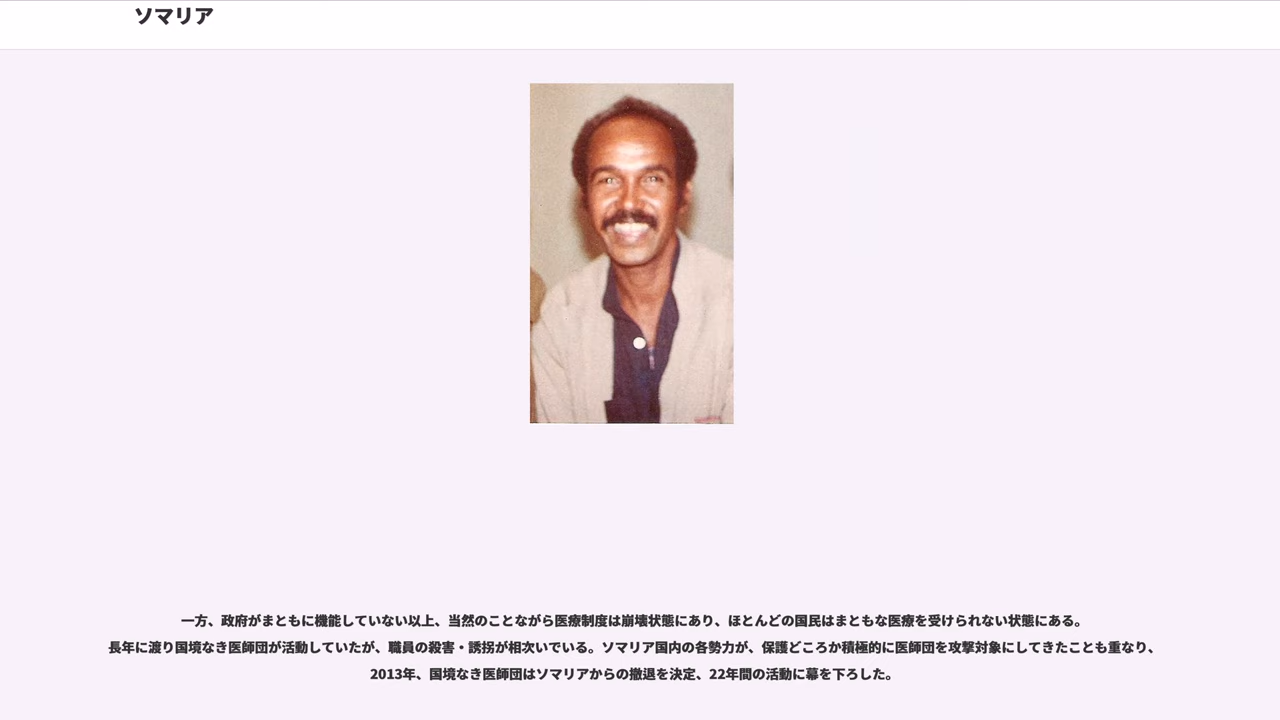 ソマリア
一方、政府がまともに機能していない以上、当然のことながら医療制度は崩壊状態にあり、ほとんどの国民はまともな医療を受けられない状態にある。
長年に渡り国境なき医師団が活動していたが、職員の殺害・誘拐が相次いでいる。ソマリア国内の各勢力が、保護どころか積極的に医師団を攻撃対象にしてきたことも重なり、
2013年、国境なき医師団はソマリアからの撤退を決定、22年間の活動に幕を下ろした。